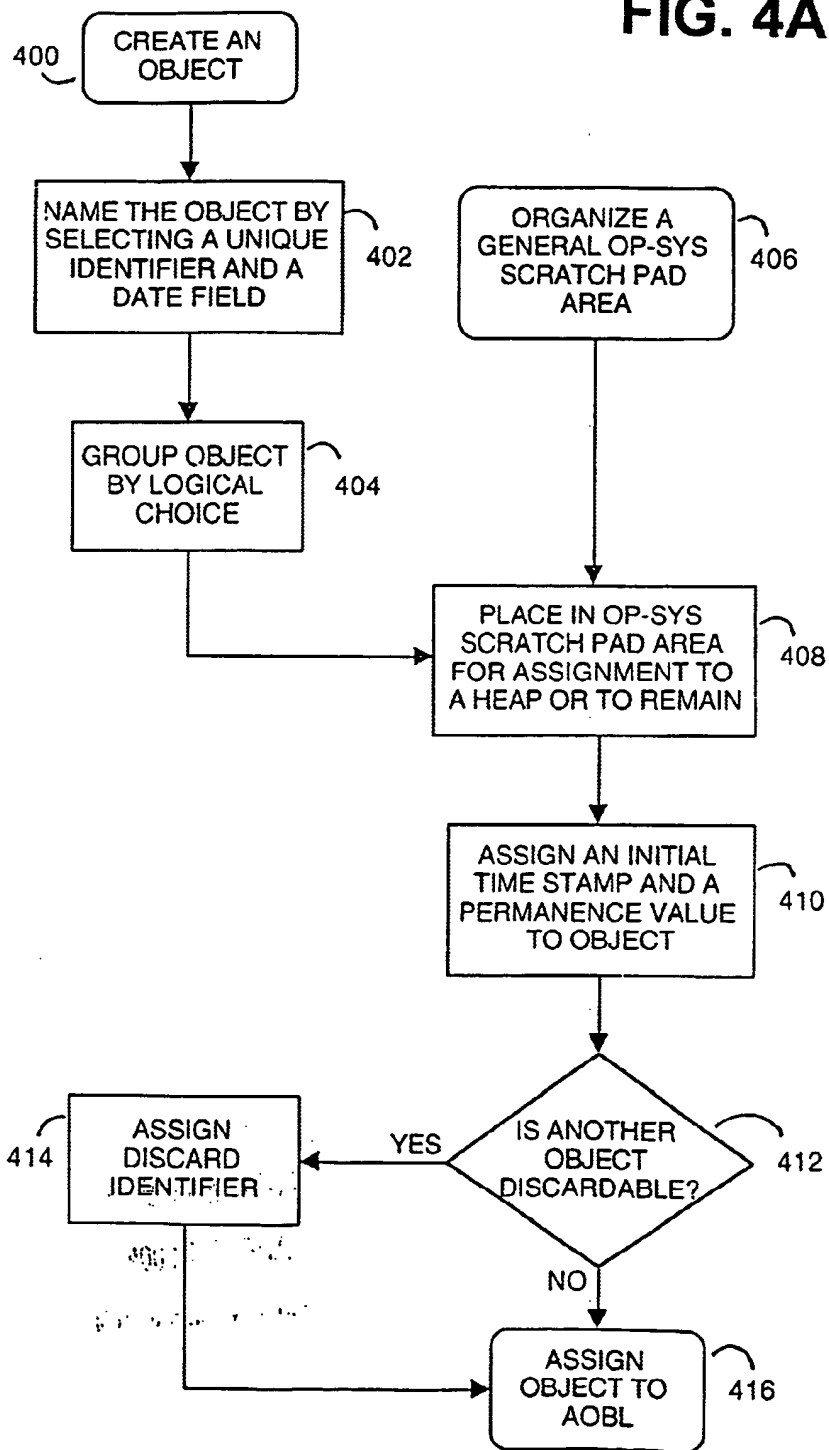 FIG. 4A
CREATE AN
OBJECT
400
NAME THE OBJECT BY
SELECTING A UNIQUE
IDENTIFIER AND A
DATE FIELD
402
ORGANIZE A
GENERAL OP-SYS
SCRATCH PAD
AREA
406
GROUP OBJECT
BY LOGICAL
CHOICE
404
PLACE IN OP-SYS
SCRATCH PAD AREA
FOR ASSIGNMENT TO
A HEAP OR TO REMAIN
408
ASSIGN AN INITIAL
TIME STAMP AND A
PERMANENCE VALUE
TO OBJECT
410
IS ANOTHER
OBJECT
DISCARDABLE?
412
YES
ASSIGN
DISCARD
IDENTIFIER
414
NO
ASSIGN
OBJECT TO
AOBL
416